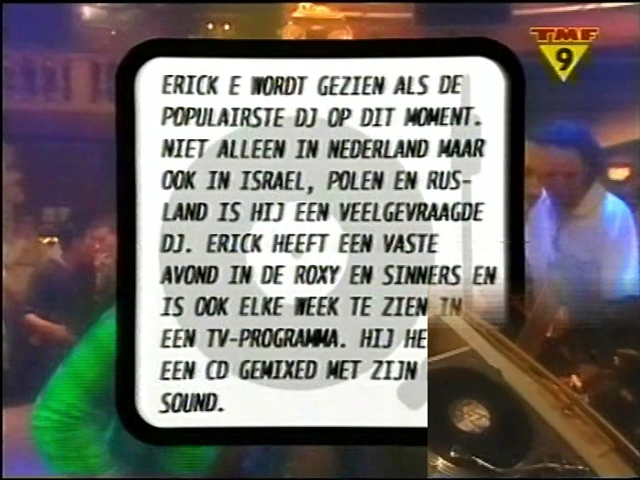 TMF
9
ERICK E WORDT GEZIEN ALS DE
POPULAIRSTE DJ OP DIT MOMENT.
NIET ALLEEN IN NEDERLAND MAAR
OOK IN ISRAEL, POLEN EN RUS-
LAND IS HIJ EEN VEELGEVRAAGDE
DJ. ERICK HEEFT EEN VASTE
AVOND IN DE ROXY EN SINNERS EN
IS OOK ELKE WEEK TE ZIEN IN
EEN TV-PROGRAMMA. HIJ HE
EEN CD GEMIXED MET ZIJN
SOUND.